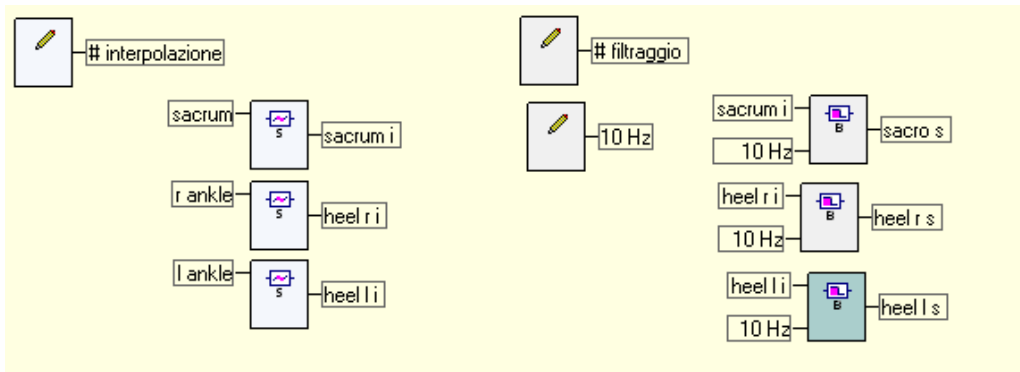 # interpolazione
sacrum
S
sacrum i
r ankle
S
heel r i
l ankle
S
heel l i
# filtraggio
10 Hz
sacrum i
10 Hz
B
sacro s
heel r i
10 Hz
B
heel r s
heel l i
10 Hz
B
heel l s